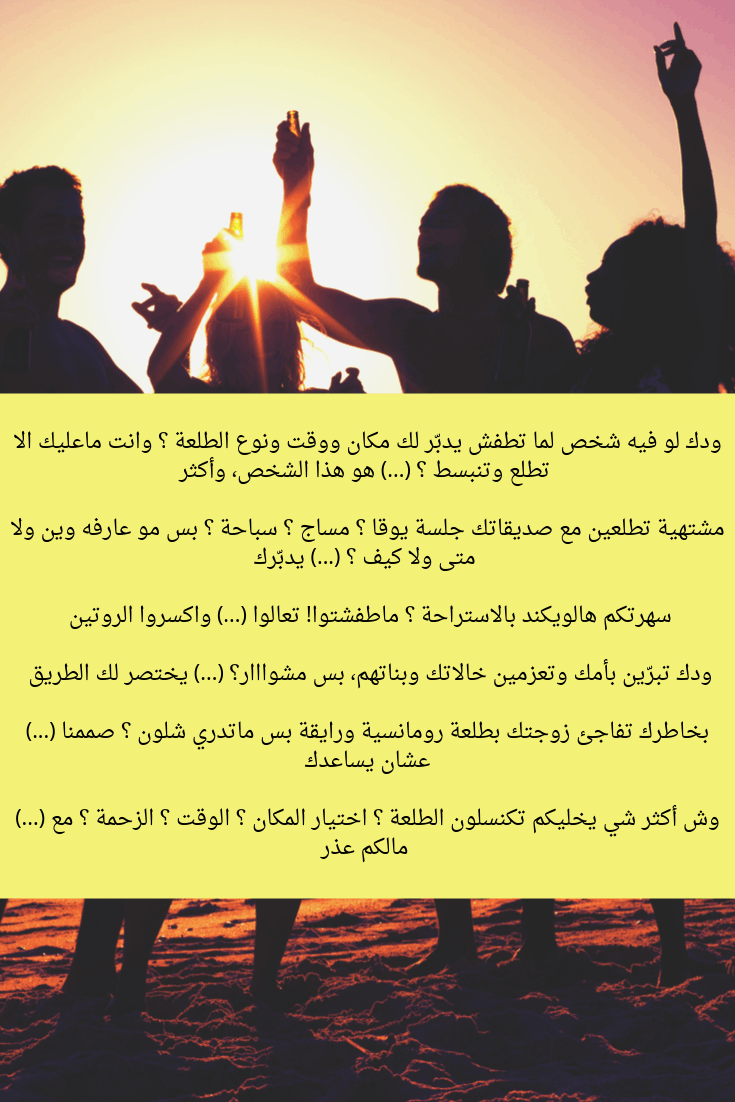 ودك لو فيه شخص لما تطفش يدبّر لك مكان ووقت ونوع الطلعة ؟ وانت ماعليك الا
تطلع وتنبسط ؟ (...) هو هذا الشخص، وأكثر
مشتهية تطلعين مع صديقاتك جلسة يوقا ؟ مساج ؟ سباحة ؟ بس مو عارفه وين ولا
متى ولا كيف ؟ (...) يدبّرك
سهرتكم هالويكند بالاستراحة ؟ ماطفشتوا! تعالوا (...) واكسروا الروتين
ودك تبرّين بأمك وتعزمين خالاتك وبناتهم، بس مشوااار؟ (...) يختصر لك الطريق
بخاطرك تفاجئ زوجتك بطلعة رومانسية ورايقة بس ماتدري شلون ؟ صممنا (...)
عشان يساعدك
وش أكثر شي يخليكم تكنسلون الطلعة ؟ اختيار المكان ؟ الوقت ؟ الزحمة ؟ مع (...)
مالكم عذر